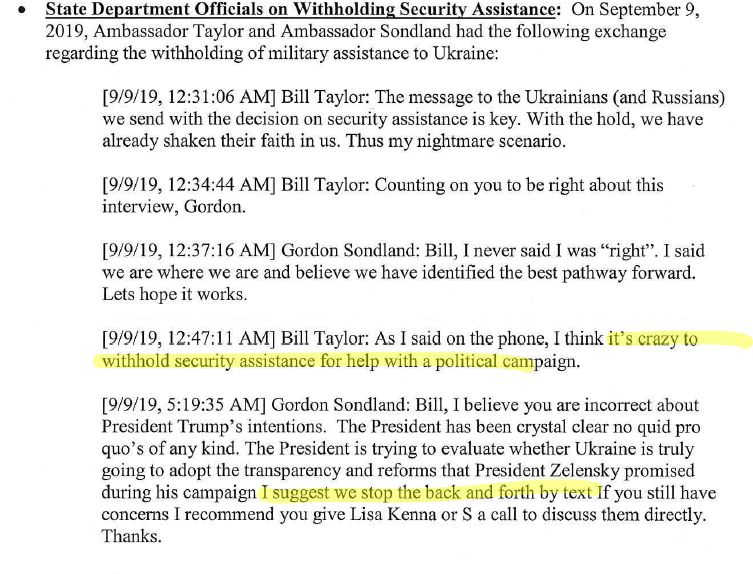 • State Department Officials on Withholding Security Assistance: On September 9,
2019, Ambassador Taylor and Ambassador Sondland had the following exchange
regarding the withholding of military assistance to Ukraine:
[9/9/19, 12:31:06 AM] Bill Taylor: The message to the Ukrainians (and Russians)
we send with the decision on security assistance is key. With the hold, we have
already shaken their faith in us. Thus my nightmare scenario.
[9/9/19, 12:34:44 AM] Bill Taylor: Counting on you to be right about this
interview, Gordon.
[9/9/19, 12:37:16 AM] Gordon Sondland: Bill, I never said I was “right”. I said
we are where we are and believe we have identified the best pathway forward.
Lets hope it works.
[9/9/19, 12:47:11 AM] Bill Taylor: As I said on the phone, I think it’s crazy to
withhold security assistance for help with a political campaign.
[9/9/19, 5:19:35 AM] Gordon Sondland: Bill, I believe you are incorrect about
President Trump’s intentions. The President has been crystal clear no quid pro
quo’s of any kind. The President is trying to evaluate whether Ukraine is truly
going to adopt the transparency and reforms that President Zelensky promised
during his campaign I suggest we stop the back and forth by text If you still have
concerns I recommend you give Lisa Kenna or S a call to discuss them directly.
Thanks.